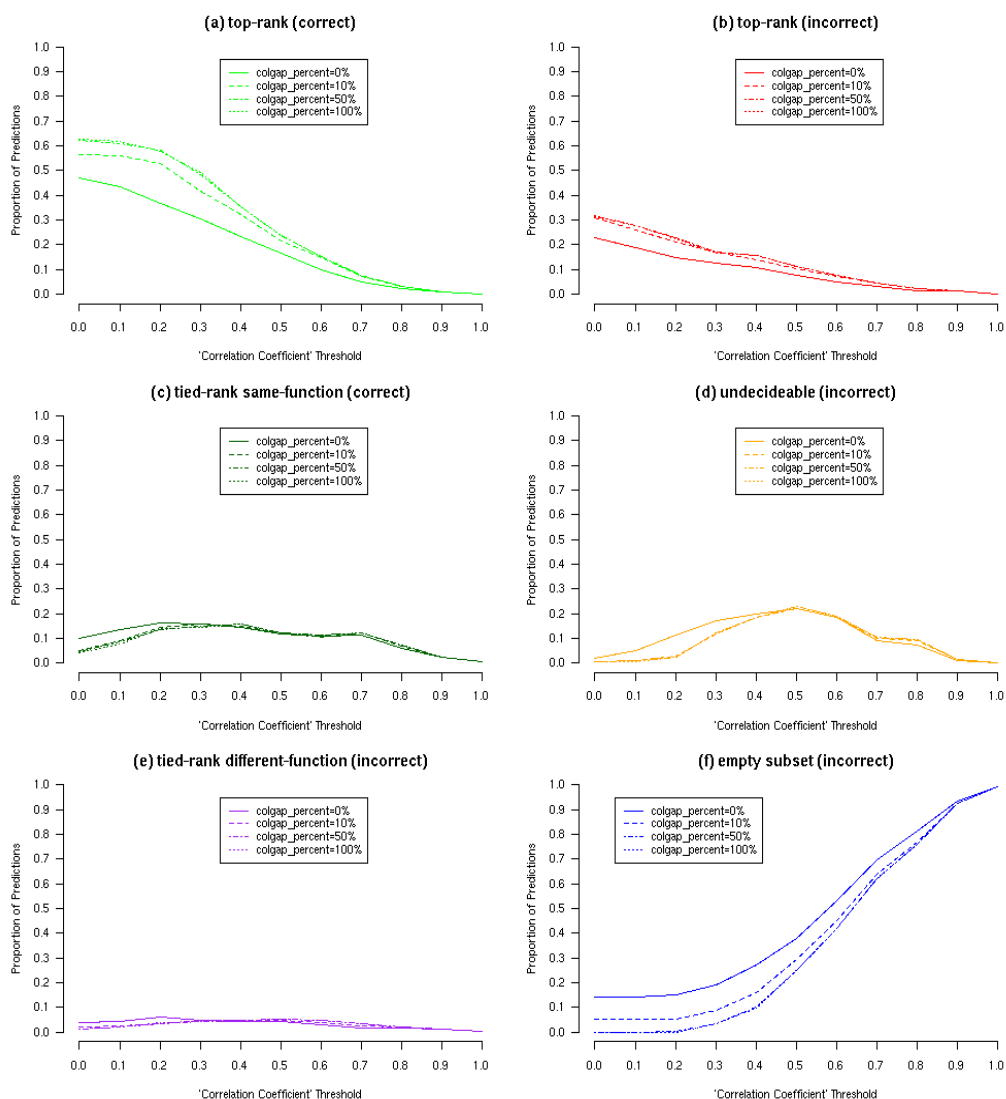 (a) top-rank (correct)
1.0
0.9
0.8
0.7
0.6
0.5
0.4
0.3
0.2
0.1
0.0
Proportion of Predictions
colgap_percent=0%
colgap_percent=10%
colgap_percent=50%
colgap_percent=100%
0.0 0.1 0.2 0.3 0.4 0.5 0.6 0.7 0.8 0.9 1.0
'Correlation Coefficient' Threshold
(b) top-rank (incorrect)
1.0
0.9
0.8
0.7
0.6
0.5
0.4
0.3
0.2
0.1
0.0
Proportion of Predictions
colgap_percent=0%
colgap_percent=10%
colgap_percent=50%
colgap_percent=100%
0.0 0.1 0.2 0.3 0.4 0.5 0.6 0.7 0.8 0.9 1.0
'Correlation Coefficient' Threshold
(c) tied-rank same-function (correct)
1.0
0.9
0.8
0.7
0.6
0.5
0.4
0.3
0.2
0.1
0.0
Proportion of Predictions
colgap_percent=0%
colgap_percent=10%
colgap_percent=50%
colgap_percent=100%
0.0 0.1 0.2 0.3 0.4 0.5 0.6 0.7 0.8 0.9 1.0
'Correlation Coefficient' Threshold
(d) undecideable (incorrect)
1.0
0.9
0.8
0.7
0.6
0.5
0.4
0.3
0.2
0.1
0.0
Proportion of Predictions
colgap_percent=0%
colgap_percent=10%
colgap_percent=50%
colgap_percent=100%
0.0 0.1 0.2 0.3 0.4 0.5 0.6 0.7 0.8 0.9 1.0
'Correlation Coefficient' Threshold
(e) tied-rank different-function (incorrect)
1.0
0.9
0.8
0.7
0.6
0.5
0.4
0.3
0.2
0.1
0.0
Proportion of Predictions
colgap_percent=0%
colgap_percent=10%
colgap_percent=50%
colgap_percent=100%
0.0 0.1 0.2 0.3 0.4 0.5 0.6 0.7 0.8 0.9 1.0
'Correlation Coefficient' Threshold
(f) empty subset (incorrect)
1.0
0.9
0.8
0.7
0.6
0.5
0.4
0.3
0.2
0.1
0.0
Proportion of Predictions
colgap_percent=0%
colgap_percent=10%
colgap_percent=50%
colgap_percent=100%
0.0 0.1 0.2 0.3 0.4 0.5 0.6 0.7 0.8 0.9 1.0
'Correlation Coefficient' Threshold